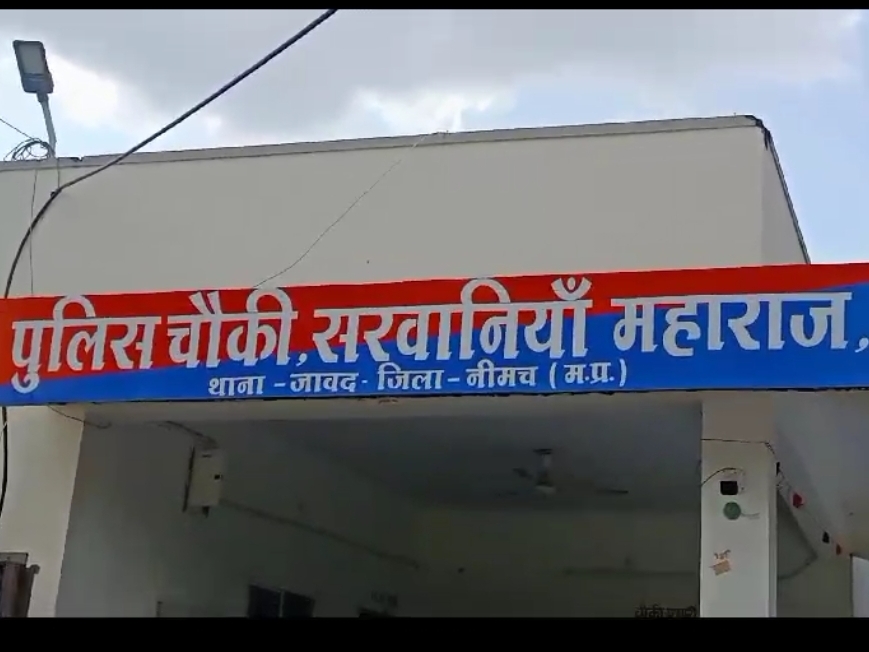 पुलिस चौकी, सरवानियाँ महाराज,
थाना - जावद - जिला - नीमच (म.प्र.)